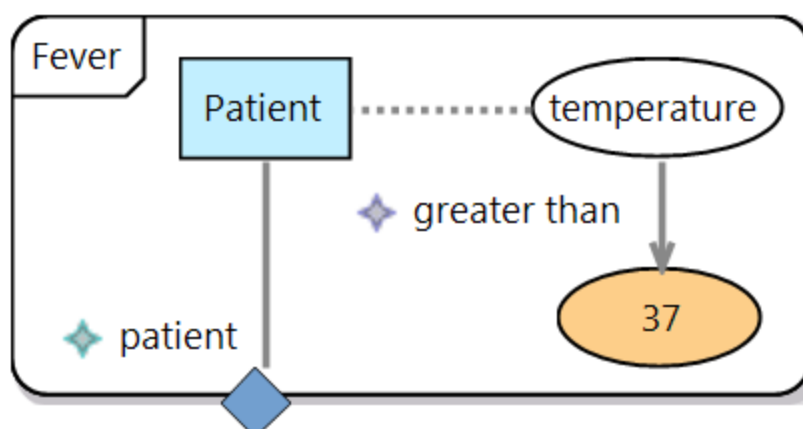 Fever
Patient
temperature
greater than
37
patient